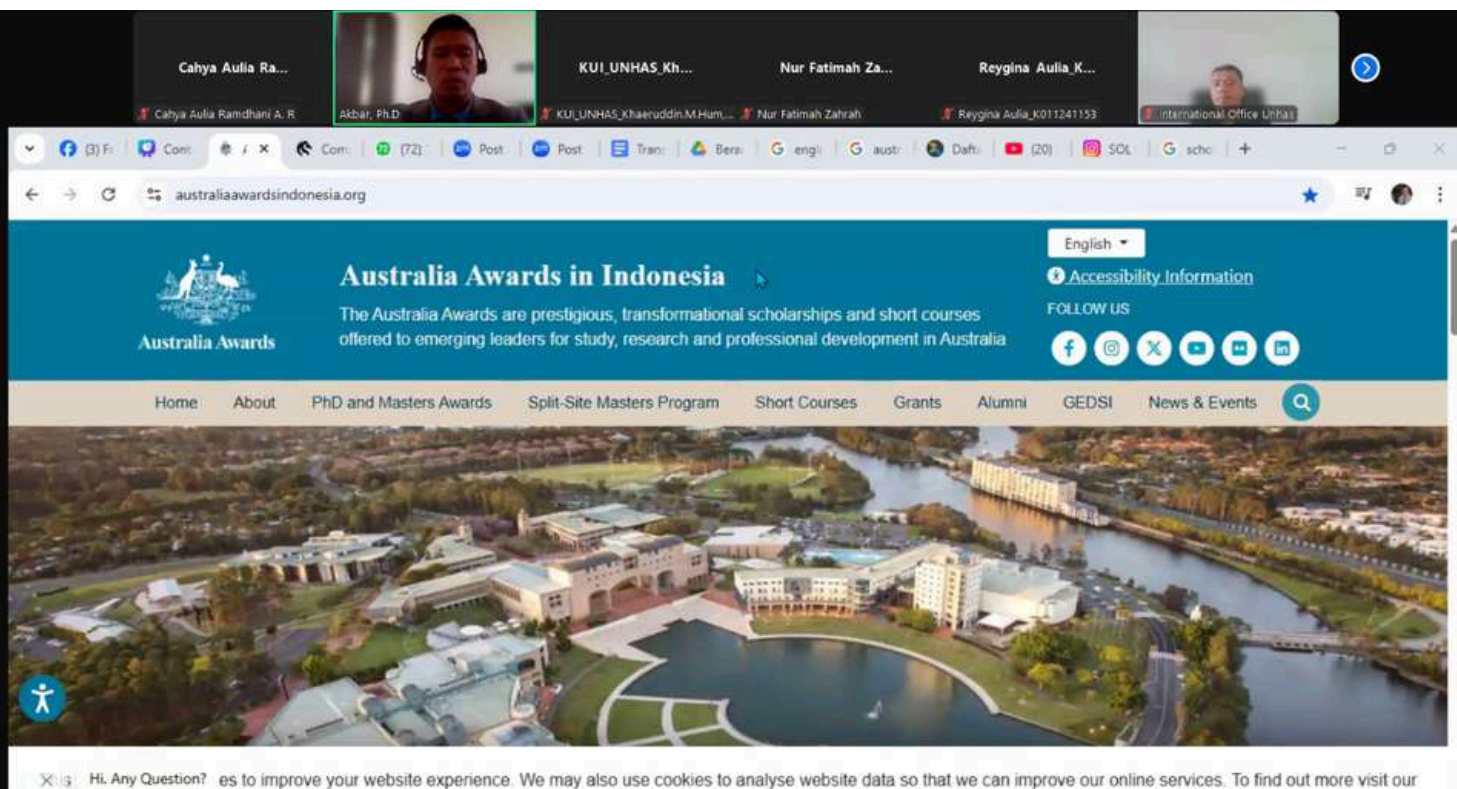 Cahya Aulia Ra...
KUI_UNHAS_Kh...
Nur Fatimah Za...
Reygina Aulia_K...
Cahya Aulia Ramdhani A. R
Akbar, Ph.D
KUI_UNHAS_Khaeruddin.M.Hum,...
Nur Fatimah Zahrah
Reygina Aulia_K011241153
International Office Unhas
(3) F
Cont
Com
(72)
Post
Post
Tran
Bera
engli
austr
Daft
(20)
SOL
scho
australiaawardsindonesia.org
English
Australia Awards in Indonesia
Accessibility Information
The Australia Awards are prestigious, transformational scholarships and short courses
offered to emerging leaders for study, research and professional development in Australia
FOLLOW US
Australia Awards
Home About PhD and Masters Awards Split-Site Masters Program Short Courses Grants Alumni GEDSI News & Events
Hi. Any Question? es to improve your website experience. We may also use cookies to analyse website data so that we can improve our online services. To find out more visit our